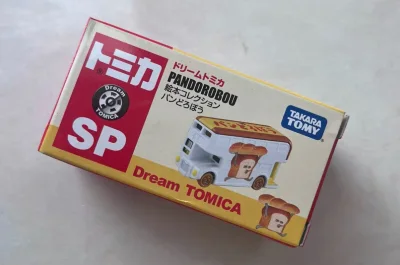 トミカ
Dream
TOMICA
SP
ドリームトミカ
PANDOROBOU
絵本コレクション
パンどろぼう
TAKARA
TOMY
Dream TOMICA